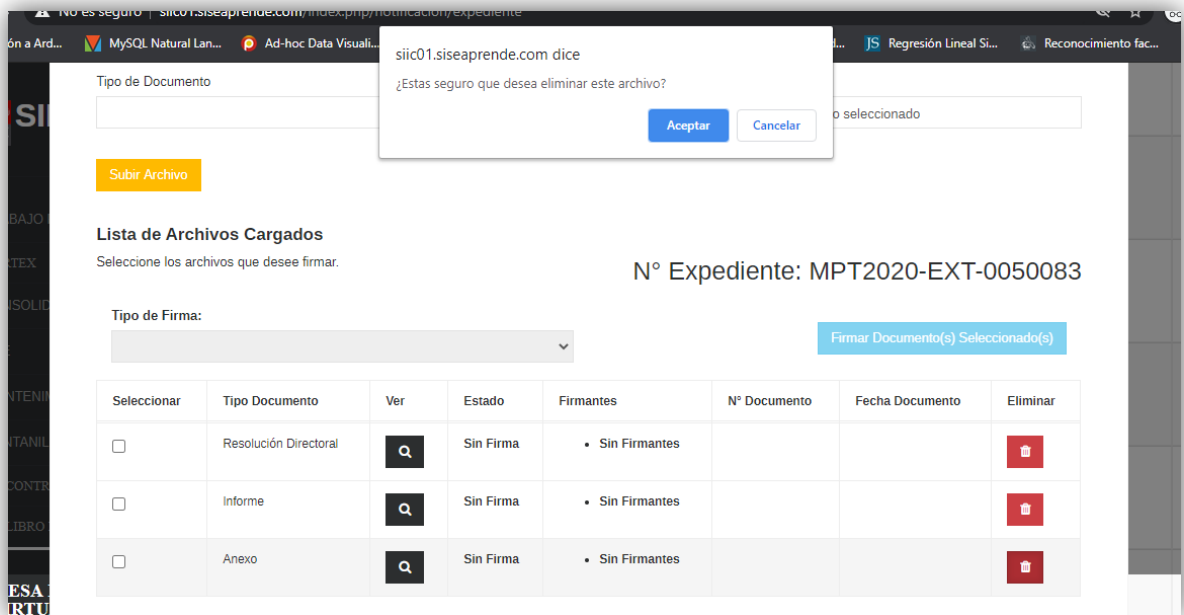 No es seguro | siic01.siseaprende.com/index.php/notificacion/expediente
ón a Ard... MySQL Natural Lan... Ad-hoc Data Visuali... JS Regresión Lineal Si... Reconocimiento fac...
siic01.siseaprende.com dice
¿Estas seguro que desea eliminar este archivo?
Aceptar Cancelar
Tipo de Documento
o seleccionado
Subir Archivo
Lista de Archivos Cargados
Seleccione los archivos que desee firmar.
N° Expediente: MPT2020-EXT-0050083
Tipo de Firma:
Firmar Documento(s) Seleccionado(s)
Seleccionar Tipo Documento Ver Estado Firmantes N° Documento Fecha Documento Eliminar
Resolución Directoral Sin Firma • Sin Firmantes
Informe Sin Firma • Sin Firmantes
Anexo Sin Firma • Sin Firmantes